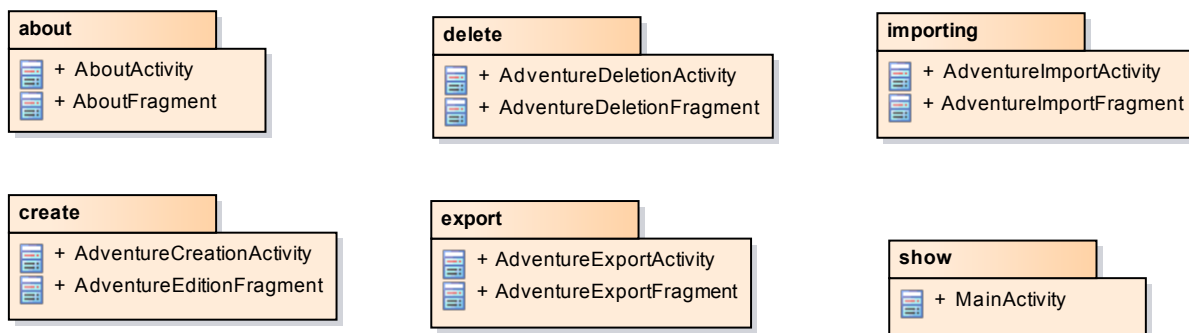 about
+ AboutActivity
+ AboutFragment
delete
+ AdventureDeletionActivity
+ AdventureDeletionFragment
importing
+ AdventureImportActivity
+ AdventureImportFragment
create
+ AdventureCreationActivity
+ AdventureEditionFragment
export
+ AdventureExportActivity
+ AdventureExportFragment
show
+ MainActivity